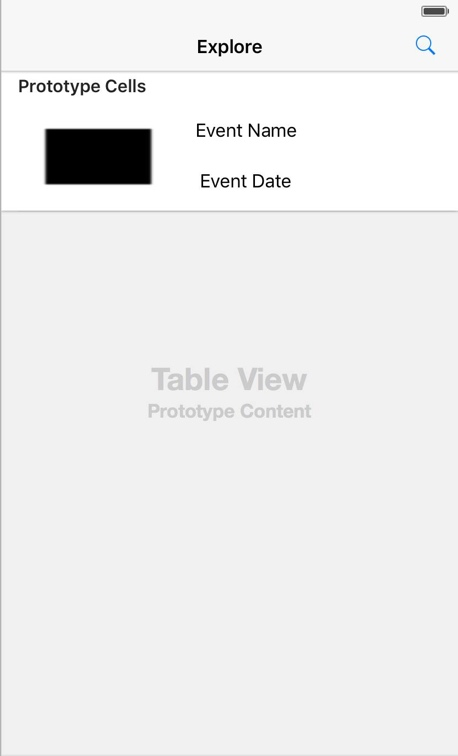 Explore
Prototype Cells
Event Name
Event Date
Table View
Prototype Content